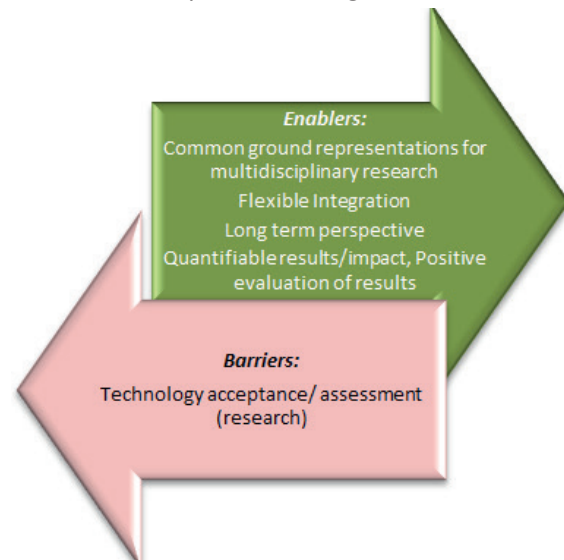 Enablers:
Common ground representations for
multidisciplinary research
Flexible Integration
Long term perspective
Quantifiable results/impact, Positive
evaluation of results
Barriers:
Technology acceptance/ assessment
(research)